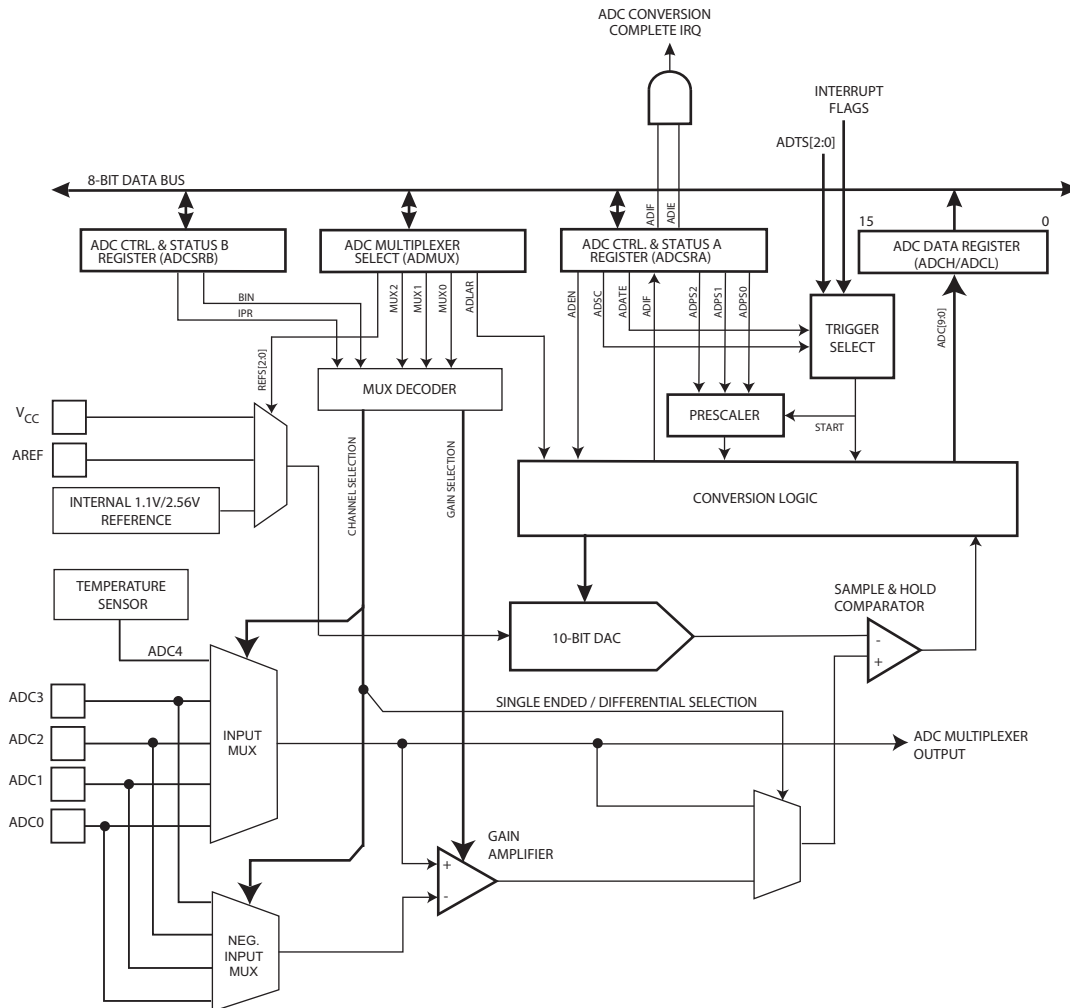 ADC CONVERSION
COMPLETE IRQ
INTERRUPT
FLAGS
ADTS[2:0]
8-BIT DATA BUS
ADIF
ADIE
15
0
ADC CTRL. & STATUS B
REGISTER (ADCSRB)
ADC MULTIPLEXER
SELECT (ADMUX)
ADC CTRL. & STATUS A
REGISTER (ADCSRA)
ADC DATA REGISTER
(ADCH/ADCL)
BIN
IPR
REFS[2:0]
MUX2
MUX1
MUX0
ADLAR
ADEN
ADSC
ADATE
ADIF
ADPS2
ADPS1
ADPS0
TRIGGER
SELECT
ADC[9:0]
MUX DECODER
PRESCALER
START
VCC
AREF
INTERNAL 1.1V/2.56V
REFERENCE
CHANNEL SELECTION
GAIN SELECTION
CONVERSION LOGIC
TEMPERATURE
SENSOR
ADC4
10-BIT DAC
SAMPLE & HOLD
COMPARATOR
-
+
ADC3
ADC2
ADC1
ADC0
INPUT
MUX
SINGLE ENDED / DIFFERENTIAL SELECTION
ADC MULTIPLEXER
OUTPUT
GAIN
AMPLIFIER
+
-
NEG.
INPUT
MUX